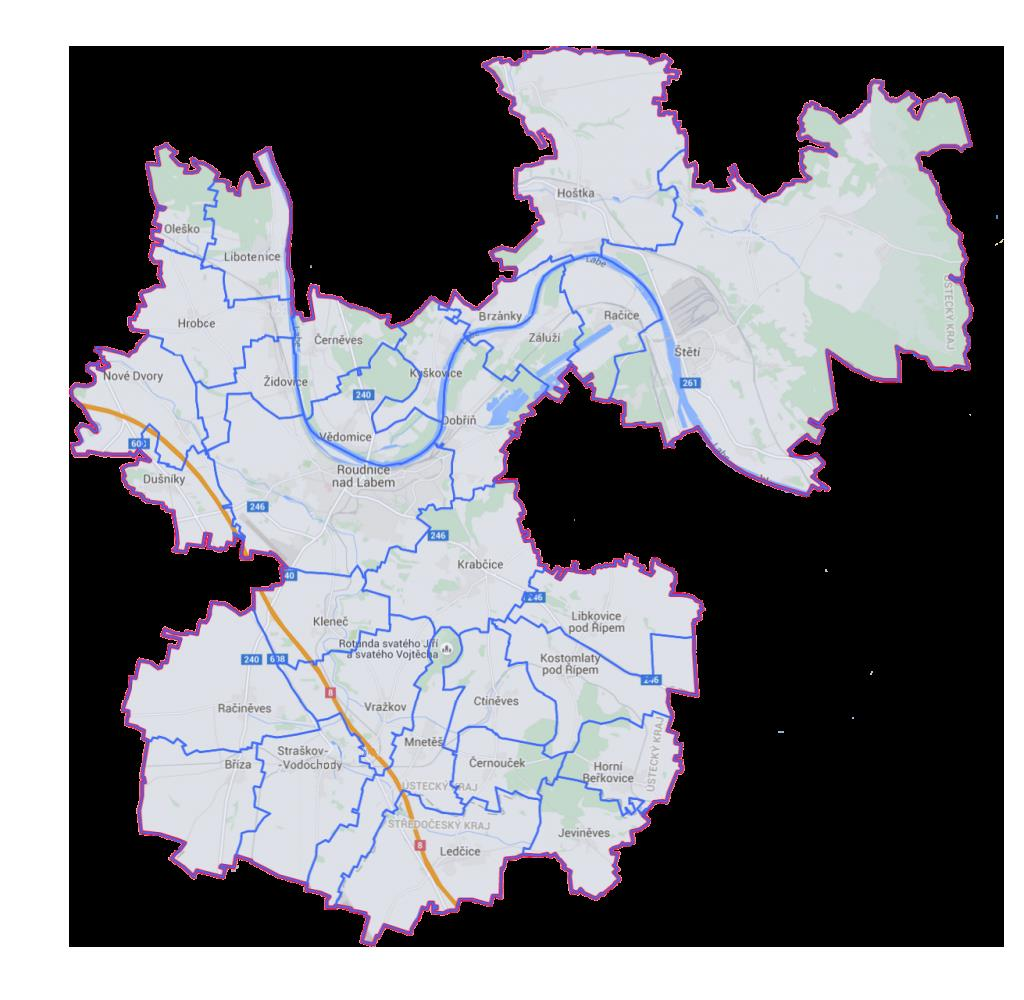 Hoštka
Oleško
Libotenice
ÚSTECKÝ KRAJ
Labe
Brzánky
Račice
Hrobce
Černěves
Záluží
Labe
Štětí
Kyškovice
Nové Dvory
Židovice
261
240
Dobříň
Vědomice
Labe
608
Roudnice
nad Labem
Dušníky
246
246
Krabčice
240
246
Libkovice
pod Řípem
Kleneč
Rotunda svatého Jiří
a svatého Vojtěcha
240
608
Kostomlaty
pod Řípem
246
8
Ctiněves
Račiněves
Vražkov
ÚSTECKÝ KRAJ
Mnetěš
Straškov-
-Vodochody
Bříza
Černouček
Horní
Beřkovice
ÚSTECKÝ KRAJ
STŘEDOČESKÝ KRAJ
Jeviněves
8
Ledčice